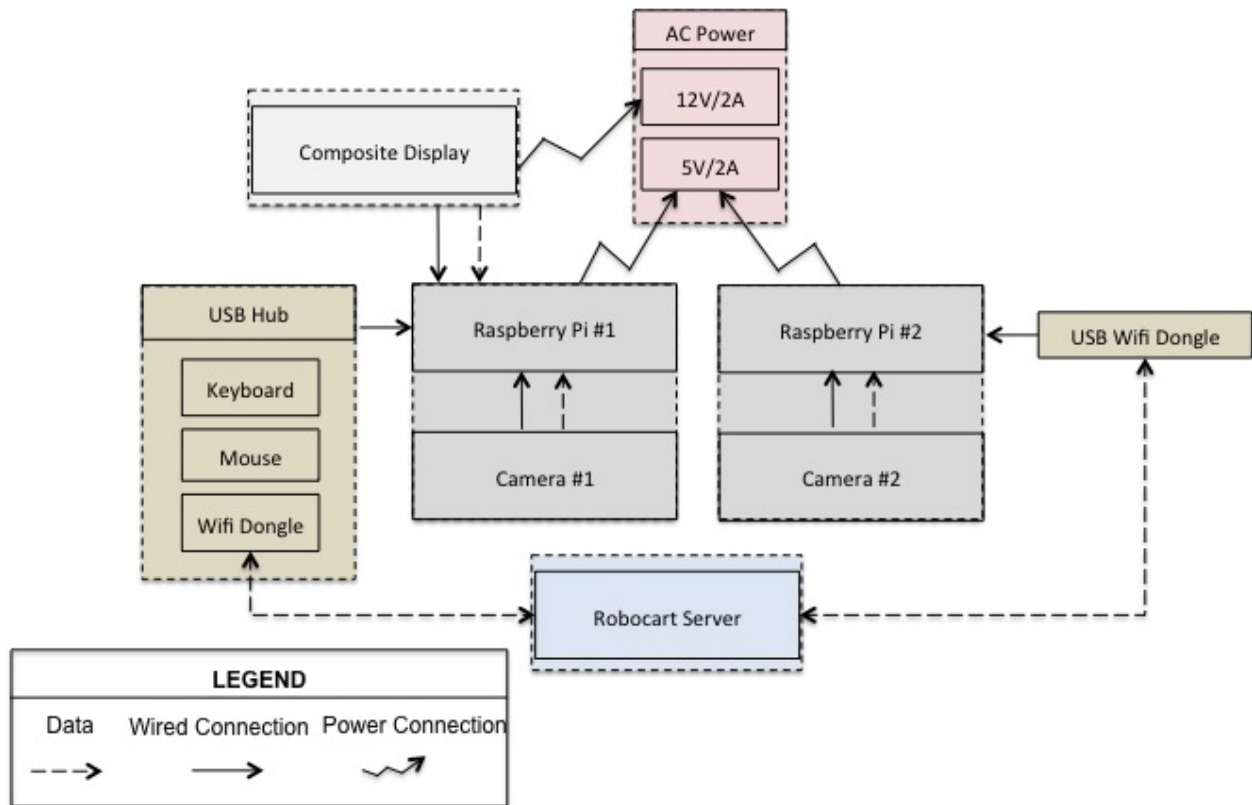 AC Power
12V/2A
5V/2A
Composite Display
USB Hub
Keyboard
Mouse
Wifi Dongle
Raspberry Pi #1
Camera #1
Raspberry Pi #2
Camera #2
USB Wifi Dongle
Robocart Server
LEGEND
Data Wired Connection Power Connection